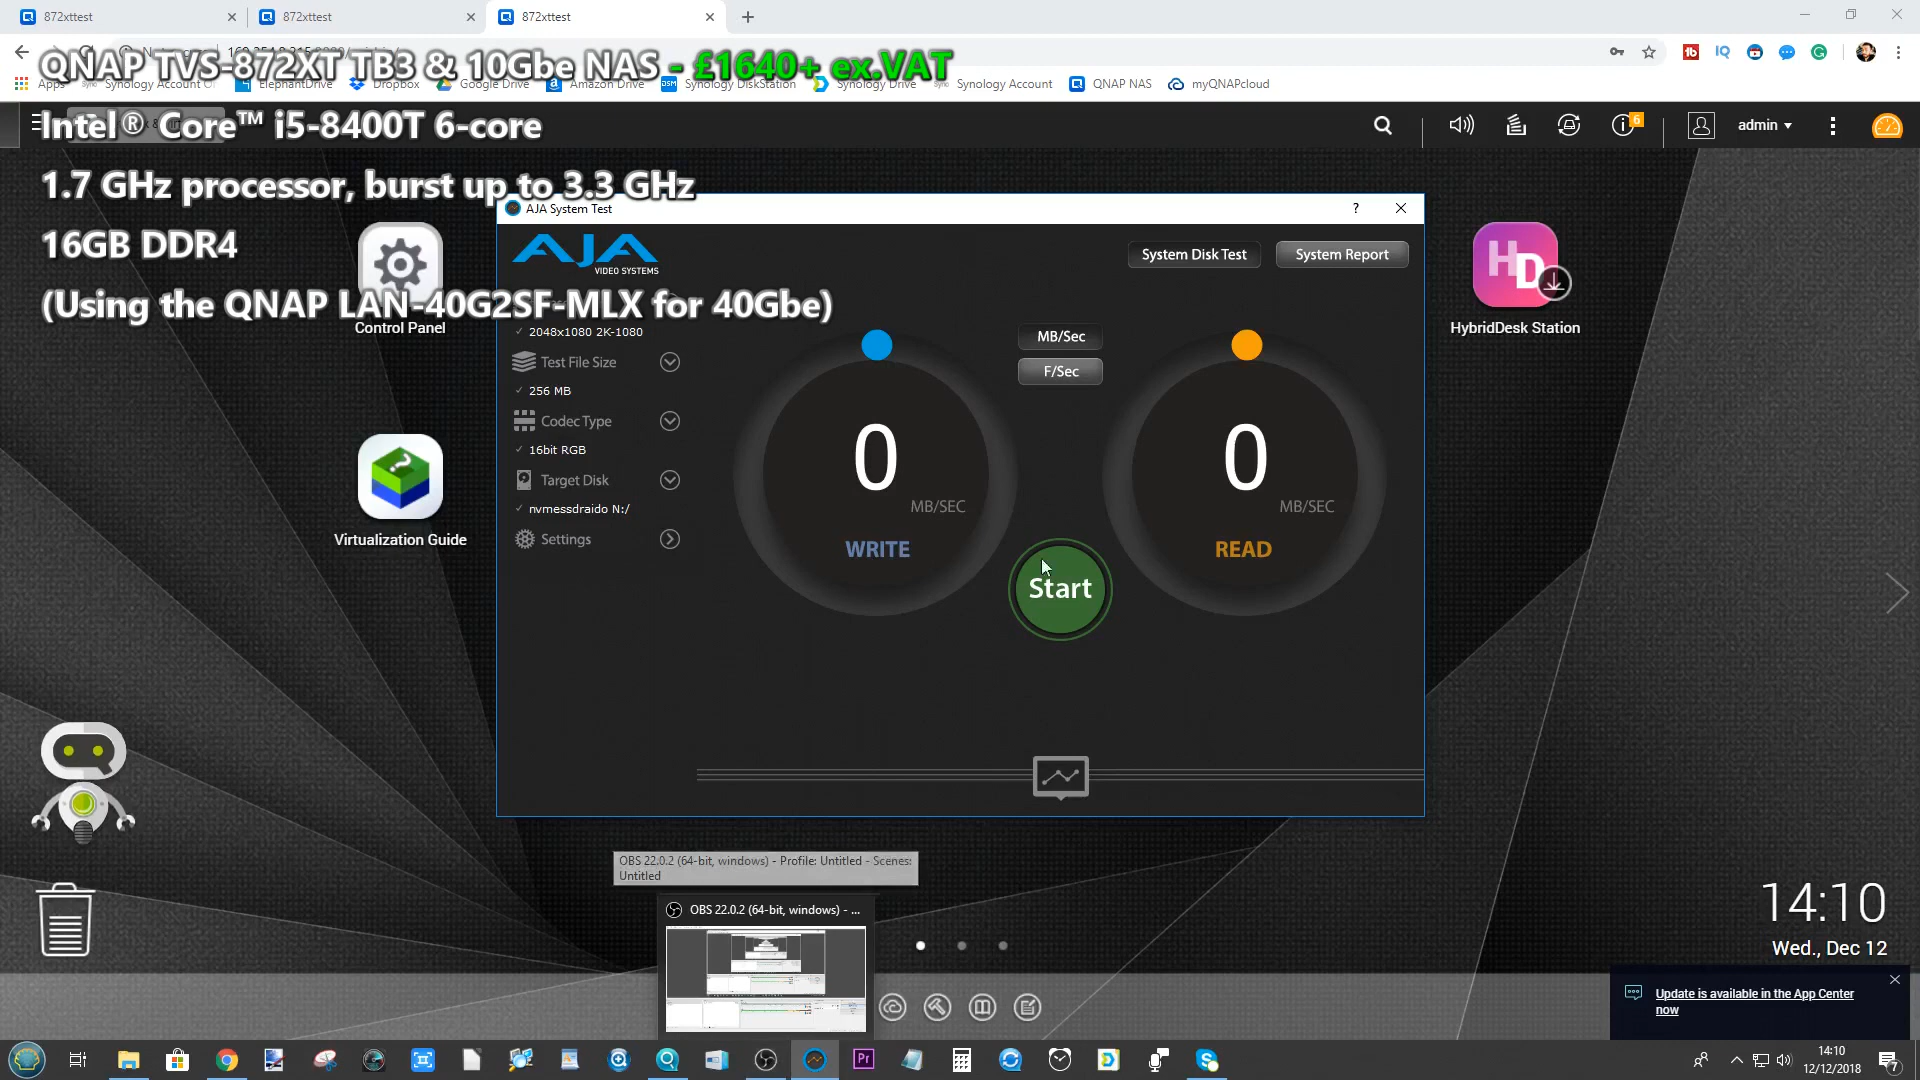 872xttest
872xttest
872xttest
QNAP TVS-872XT TB3 & 10Gbe NAS - £1640+ ex.VAT
Apps
Synology Account
ElephantDrive
Dropbox
Google Drive
Amazon Drive
Synology DiskStation
Synology Drive
Synology Account
QNAP NAS
myQNAPcloud
Intel® Core™ i5-8400T 6-core
6
admin
1.7 GHz processor, burst up to 3.3 GHz
16GB DDR4
(Using the QNAP LAN-40G2SF-MLX for 40Gbe)
Control Panel
Virtualization Guide
HD
HybridDesk Station
AJA System Test
?
AJA
VIDEO SYSTEMS
System Disk Test
System Report
2048x1080 2K-1080
Test File Size
256 MB
Codec Type
16bit RGB
Target Disk
nvmessdraido N:/
Settings
MB/Sec
F/Sec
0
MB/SEC
WRITE
0
MB/SEC
READ
Start
OBS 22.0.2 (64-bit, windows) - Profile: Untitled - Scenes:
Untitled
OBS 22.0.2 (64-bit, windows) - ...
14:10
Wed., Dec 12
Update is available in the App Center
now
Pr
14:10
12/12/2018
7